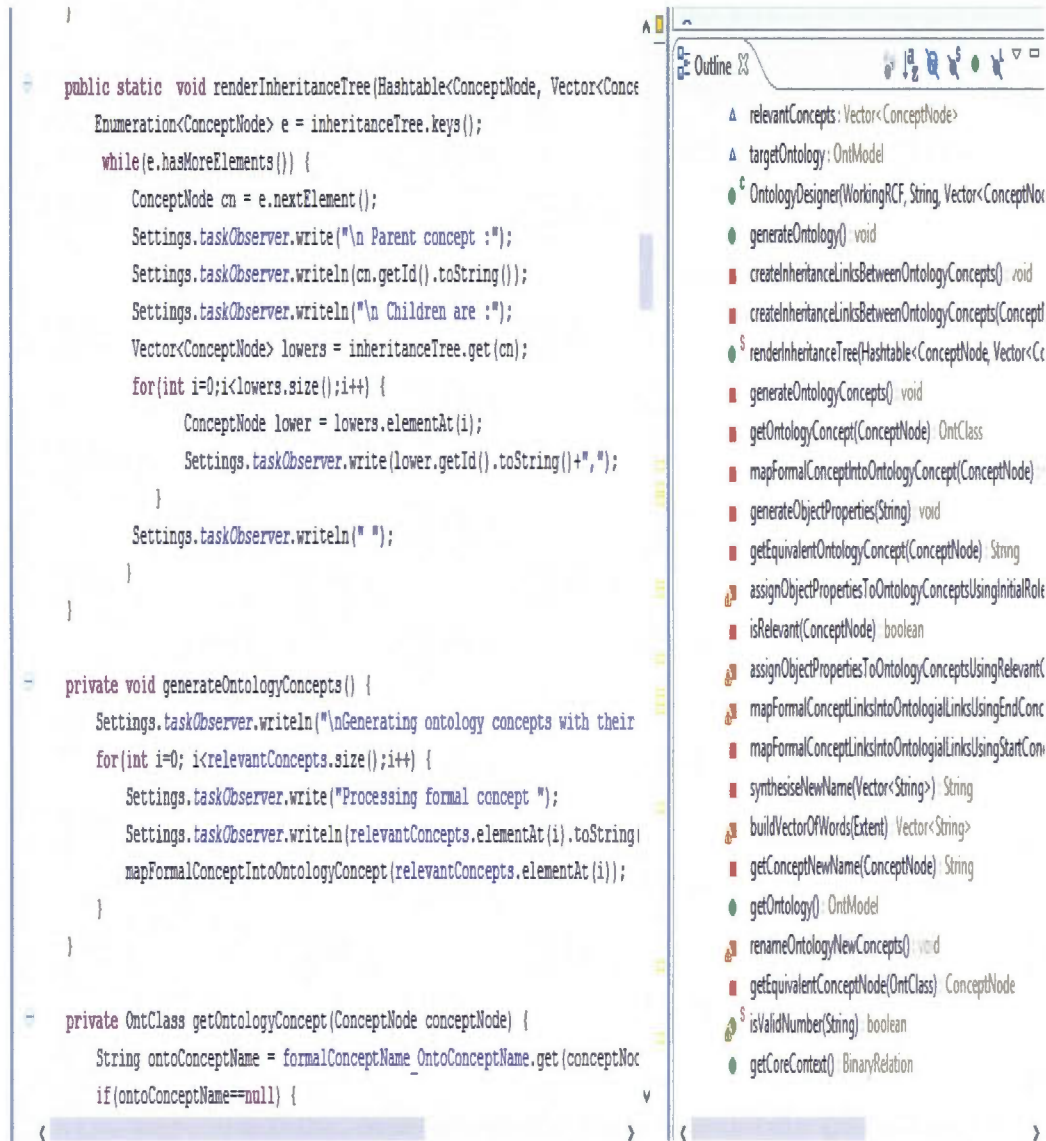 }
public static void renderInheritanceTree(Hashtable<ConceptNode, Vector<Conce
Enumeration<ConceptNode> e = inheritanceTree.keys();
while(e.hasMoreElements()) {
ConceptNode cn = e.nextElement();
Settings.taskObserver.write("\n Parent concept :");
Settings.taskObserver.writeln(cn.getId().toString());
Settings.taskObserver.writeln("\n Children are :");
Vector<ConceptNode> lowers = inheritanceTree.get(cn);
for(int i=0;i<lowers.size();i++) {
ConceptNode lower = lowers.elementAt(i);
Settings.taskObserver.write(lower.getId().toString()+",");
}
Settings.taskObserver.writeln(" ");
}
}
private void generateOntologyConcepts() {
Settings.taskObserver.writeln("\nGenerating ontology concepts with their
for(int i=0; i<relevantConcepts.size();i++) {
Settings.taskObserver.write("Processing formal concept ");
Settings.taskObserver.writeln(relevantConcepts.elementAt(i).toString(
mapFormalConceptIntoOntologyConcept(relevantConcepts.elementAt(i));
}
}
private OntClass getOntologyConcept(ConceptNode conceptNode) {
String ontoConceptName = formalConceptName_OntoConceptName.get(conceptNod
if(ontoConceptName==null) {
Outline
relevantConcepts : Vector<ConceptNode>
targetOntology : OntModel
OntologyDesigner(WorkingRCF, String, Vector<ConceptNod
generateOntology() : void
createInheritanceLinksBetweenOntologyConcepts() : void
createInheritanceLinksBetweenOntologyConcepts(ConceptN
renderInheritanceTree(Hashtable<ConceptNode, Vector<Co
generateOntologyConcepts() : void
getOntologyConcept(ConceptNode) : OntClass
mapFormalConceptIntoOntologyConcept(ConceptNode) :
generateObjectProperties(String) : void
getEquivalentOntologyConcept(ConceptNode) : String
assignObjectPropertiesToOntologyConceptsUsingInitialRole
isRelevant(ConceptNode) : boolean
assignObjectPropertiesToOntologyConceptsUsingRelevantC
mapFormalConceptLinksIntoOntologialLinksUsingEndConc
mapFormalConceptLinksIntoOntologialLinksUsingStartCon
synthesiseNewName(Vector<String>) : String
buildVectorOfWords(Extent) : Vector<String>
getConceptNewName(ConceptNode) : String
getOntology() : OntModel
renameOntologyNewConcepts() : void
getEquivalentConceptNode(OntClass) : ConceptNode
isValidNumber(String) : boolean
getCoreContext() : BinaryRelation